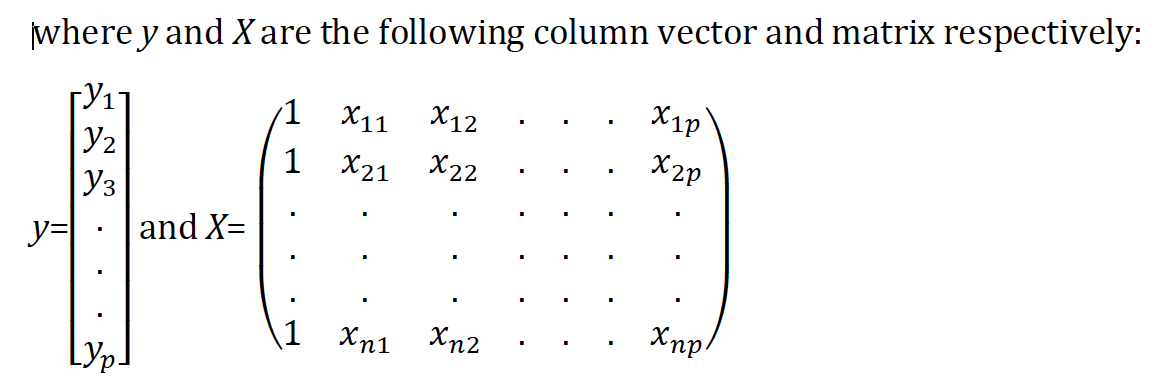 where y and X are the following column vector and matrix respectively:
y=[y₁ y₂ y₃ . . . yₚ] and X=
(1 x₁₁ x₁₂ . . . x₁ₚ
1 x₂₁ x₂₂ . . . x₂ₚ
. . . . . . .
. . . . . . .
. . . . . . .
1 xₙ₁ xₙ₂ . . . xₙₚ)